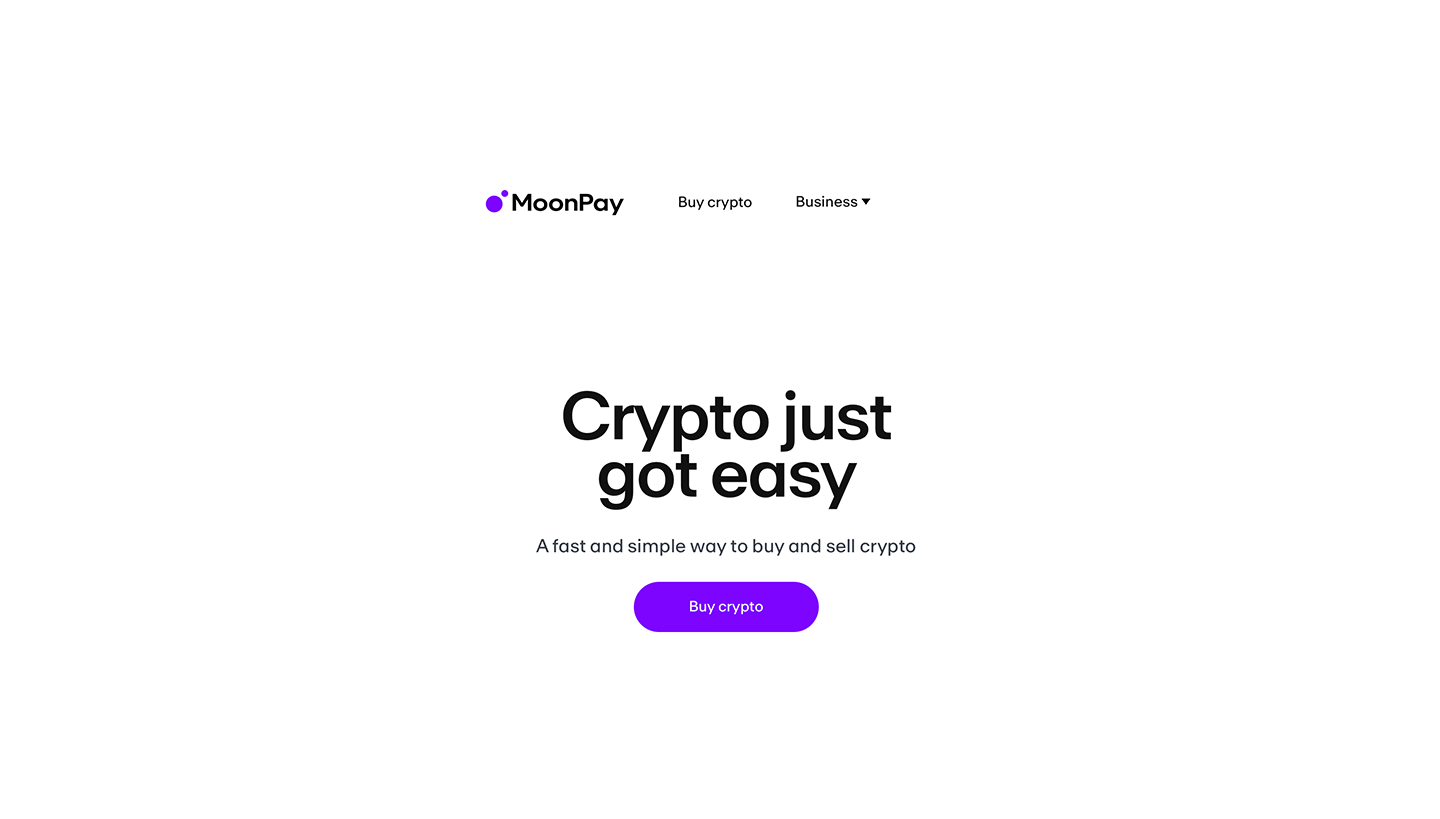 MoonPay Buy crypto Business
Crypto just
got easy
A fast and simple way to buy and sell crypto
Buy crypto